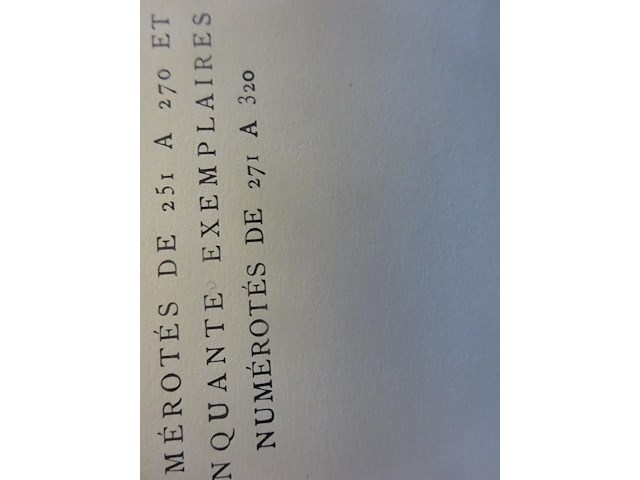 MÉROTÉS DE 251 A 270 ET
NQUANTE EXEMPLAIRES
NUMÉROTÉS DE 271 A 320